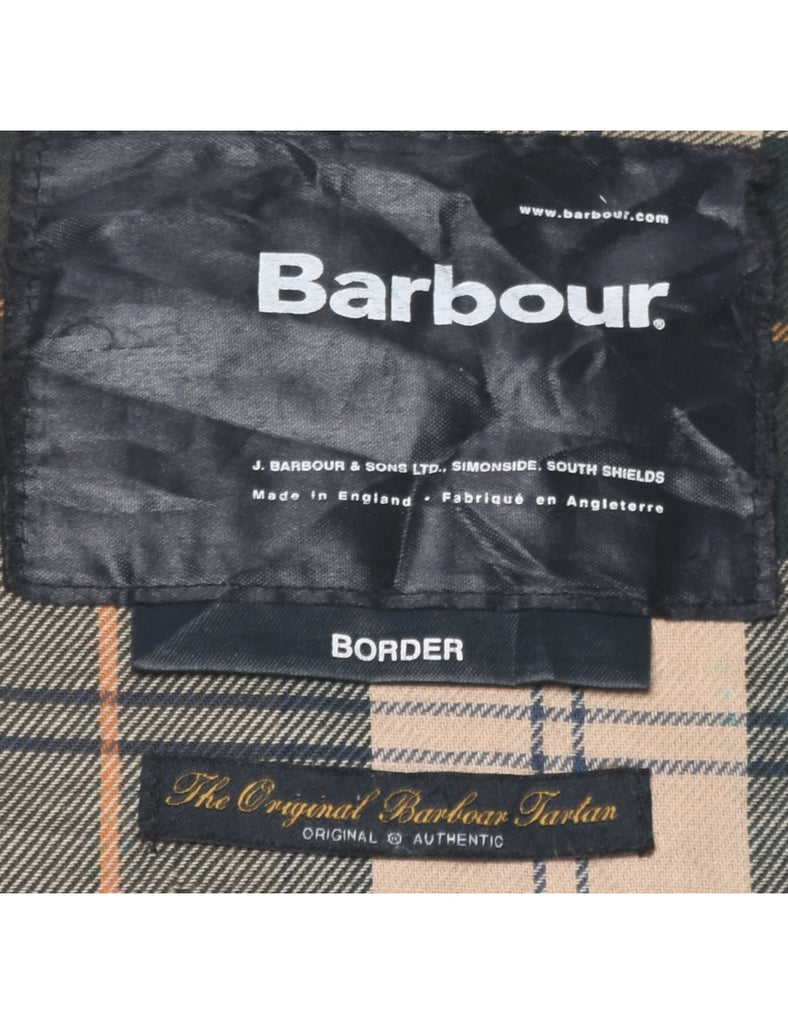 www.barbour.com
Barbour®
J. BARBOUR & SONS LTD., SIMONSIDE, SOUTH SHIELDS
Made in England • Fabriqué en Angleterre
BORDER
The Original Barbour Tartan
ORIGINAL ® AUTHENTIC